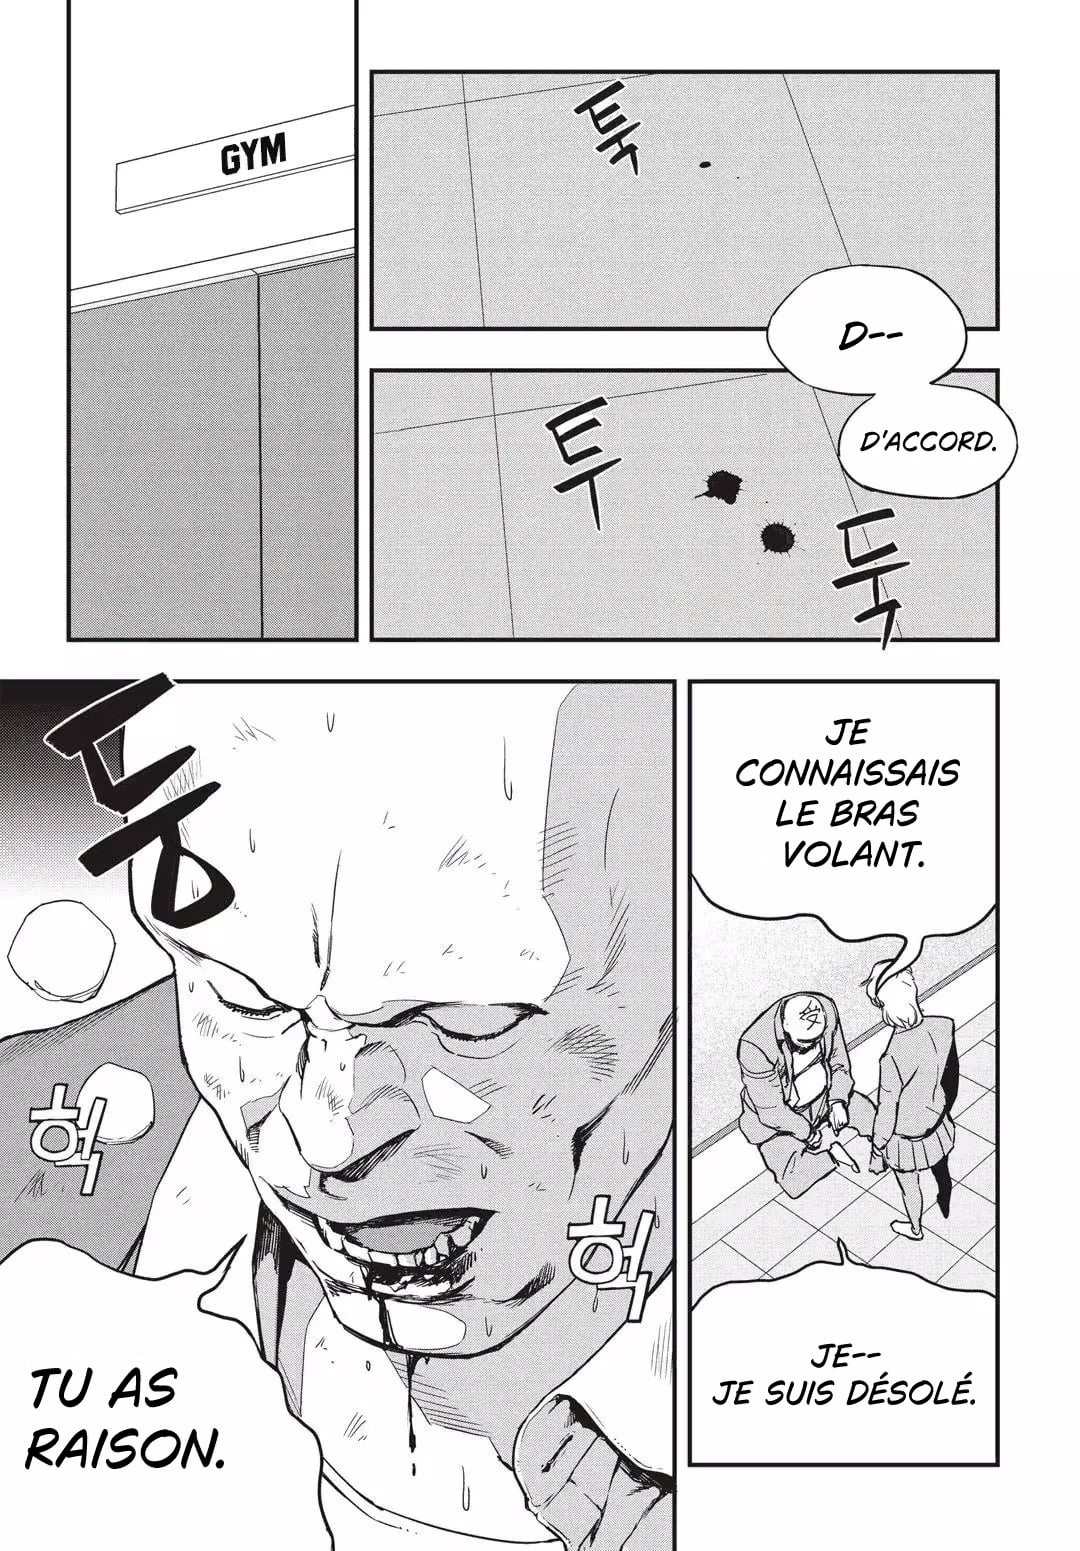 GYM
툭
D--
D'ACCORD.
투
둑
둥
헉
헉
TU AS
RAISON.
JE
CONNAISSAIS
LE BRAS
VOLANT.
受
JE--
JE SUIS DÉSOLÉ.